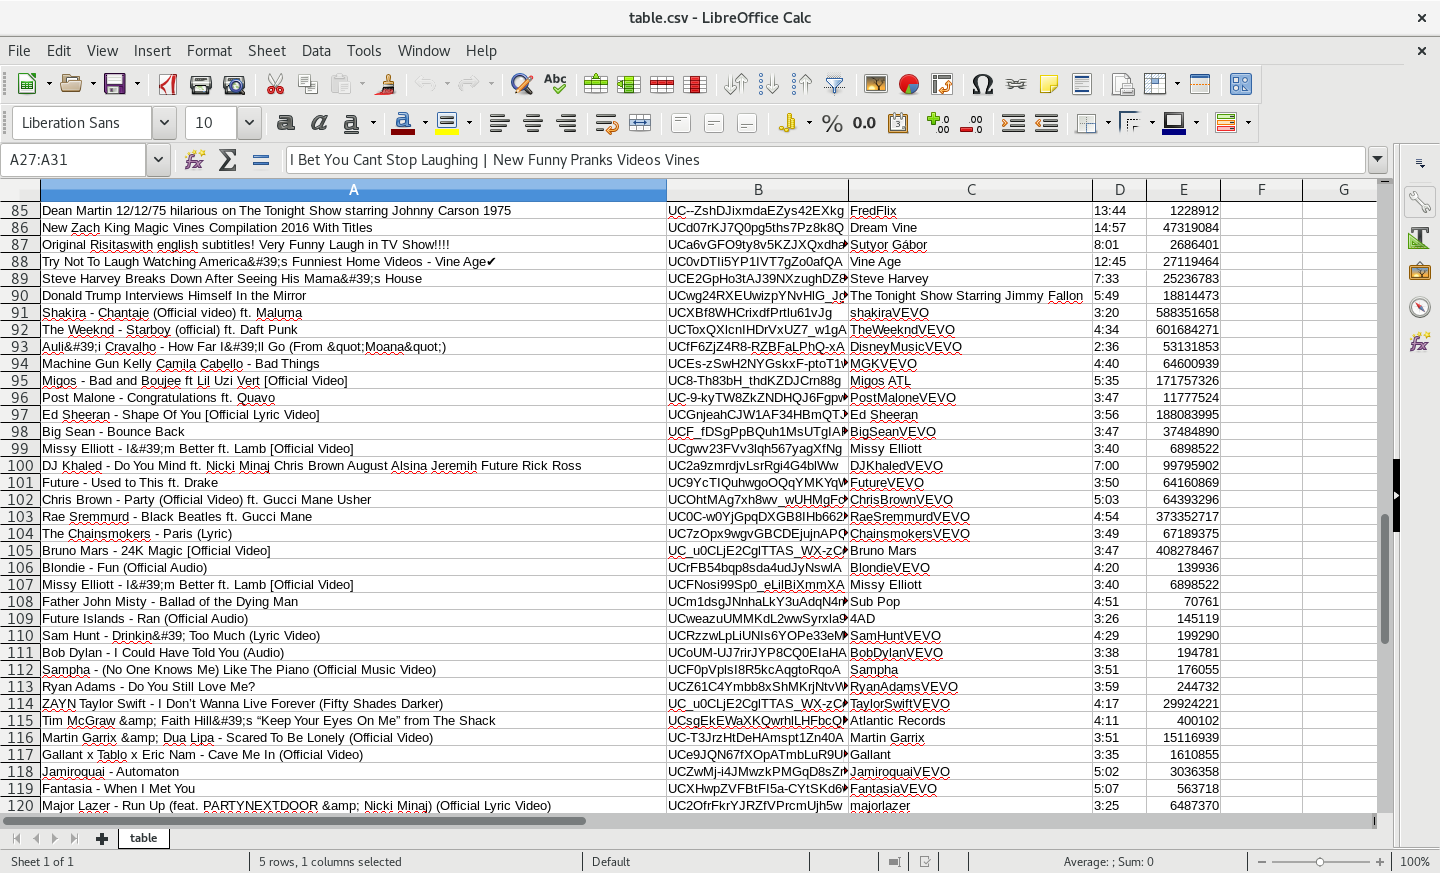 table.csv - LibreOffice Calc
File Edit View Insert Format Sheet Data Tools Window Help
Liberation Sans 10
A27:A31 I Bet You Cant Stop Laughing | New Funny Pranks Videos Vines
A B C D E F G
85 Dean Martin 12/12/75 hilarious on The Tonight Show starring Johnny Carson 1975 UC--ZshDJixmdaEZys42EXkg FredFlix 13:44 1228912
86 New Zach King Magic Vines Compilation 2016 With Titles UCd07rKJ7Q0pg5ths7Pz8k8Q Dream Vine 14:57 47319084
87 Original Risitaswith english subtitles! Very Funny Laugh in TV Show!!!! UCa6vGFO9ty8v5KZJXQxdha Sutyor Gábor 8:01 2686401
88 Try Not To Laugh Watching America&#39;s Funniest Home Videos - Vine Age✔ UC0vDTIi5YP1IVT7gZo0afQA Vine Age 12:45 27119464
89 Steve Harvey Breaks Down After Seeing His Mama&#39;s House UCE2GpHo3tAJ39NXzughDZ8 Steve Harvey 7:33 25236783
90 Donald Trump Interviews Himself In the Mirror UCwg24RXEUwizpYNvHlG_Jg The Tonight Show Starring Jimmy Fallon 5:49 18814473
91 Shakira - Chantaje (Official video) ft. Maluma UCXBf8WHCrixdfPrtlu61vJg shakiraVEVO 3:20 588351658
92 The Weeknd - Starboy (official) ft. Daft Punk UCToxQXIcnIHDrVxUZ7_w1gA TheWeekndVEVO 4:34 601684271
93 Auli&#39;i Cravalho - How Far I&#39;ll Go (From &quot;Moana&quot;) UCfF6ZjZ4R8-RZBFaLPhQ-xA DisneyMusicVEVO 2:36 53131853
94 Machine Gun Kelly Camila Cabello - Bad Things UCEs-zSwH2NYGskxF-ptoT1 MGKVEVO 4:40 64600939
95 Migos - Bad and Boujee ft Lil Uzi Vert [Official Video] UC8-Th83bH_thdKZDJCrn88g Migos ATL 5:35 171757326
96 Post Malone - Congratulations ft. Quavo UC-9-kyTW8ZkZNDHQJ6Fgpw PostMaloneVEVO 3:47 11777524
97 Ed Sheeran - Shape Of You [Official Lyric Video] UCGnjeahCJW1AF34HBmQTJ Ed Sheeran 3:56 188083995
98 Big Sean - Bounce Back UCF_fDSgPpBQuh1MsUTgIA BigSeanVEVO 3:47 37484890
99 Missy Elliott - I&#39;m Better ft. Lamb [Official Video] UCgwv23FVv3lqh567yagXfNg Missy Elliott 3:40 6898522
100 DJ Khaled - Do You Mind ft. Nicki Minaj Chris Brown August Alsina Jeremih Future Rick Ross UC2a9zmrdjvLsrRgi4G4blWw DJKhaledVEVO 7:00 99795902
101 Future - Used to This ft. Drake UC9YcTIQuhwgoOQqYMKYq FutureVEVO 3:50 64160869
102 Chris Brown - Party (Official Video) ft. Gucci Mane Usher UCOhtMAg7xh8wv_wUHMgFc ChrisBrownVEVO 5:03 64393296
103 Rae Sremmurd - Black Beatles ft. Gucci Mane UC0C-w0YjGpqDXGB8IHb662 RaeSremmurdVEVO 4:54 373352717
104 The Chainsmokers - Paris (Lyric) UC7zOpx9wgvGBCDEjujnAPQ ChainsmokersVEVO 3:49 67189375
105 Bruno Mars - 24K Magic [Official Video] UC_u0CLjE2CglTTAS_WX-zC Bruno Mars 3:47 408278467
106 Blondie - Fun (Official Audio) UCrFB54bqp8sda4udJyNswlA BlondieVEVO 4:20 139936
107 Missy Elliott - I&#39;m Better ft. Lamb [Official Video] UCFNosi99Sp0_eLilBiXmmXA Missy Elliott 3:40 6898522
108 Father John Misty - Ballad of the Dying Man UCm1dsgJNnhaLkY3uAdqN4n Sub Pop 4:51 70761
109 Future Islands - Ran (Official Audio) UCweazuUMMKdL2wwSyrxIa9 4AD 3:26 145119
110 Sam Hunt - Drinkin&#39; Too Much (Lyric Video) UCRzzwLpLiUNIs6YOPe33eM SamHuntVEVO 4:29 199290
111 Bob Dylan - I Could Have Told You (Audio) UCoUM-UJ7rirJYP8CQ0EIaHA BobDylanVEVO 3:38 194781
112 Sampha - (No One Knows Me) Like The Piano (Official Music Video) UCF0pVplsI8R5kcAqgtoRqoA Sampha 3:51 176055
113 Ryan Adams - Do You Still Love Me? UCZ61C4Ymbb8xShMKrjNtvW RyanAdamsVEVO 3:59 244732
114 ZAYN Taylor Swift - I Don’t Wanna Live Forever (Fifty Shades Darker) UC_u0CLjE2CglTTAS_WX-zC TaylorSwiftVEVO 4:17 29924221
115 Tim McGraw &amp; Faith Hill&#39;s “Keep Your Eyes On Me” from The Shack UCsgEkEWaXKQwrhlLHFbcQ Atlantic Records 4:11 400102
116 Martin Garrix &amp; Dua Lipa - Scared To Be Lonely (Official Video) UC-T3JrzHtDeHAmspt1Zn40A Martin Garrix 3:51 15116939
117 Gallant x Tablo x Eric Nam - Cave Me In (Official Video) UCe9JQN67fXOpATmbLuR9U Gallant 3:35 1610855
118 Jamiroquai - Automaton UCZwMj-i4JMwzkPMGqD8sZr JamiroquaiVEVO 5:02 3036358
119 Fantasia - When I Met You UCXHwpZVFBtFI5a-CYtSKd6 FantasiaVEVO 5:07 563718
120 Major Lazer - Run Up (feat. PARTYNEXTDOOR &amp; Nicki Minaj) (Official Lyric Video) UC2OfrFkrYJRZfVPrcmUjh5w majorlazer 3:25 6487370
table
Sheet 1 of 1 5 rows, 1 columns selected Default Average: ; Sum: 0 100%